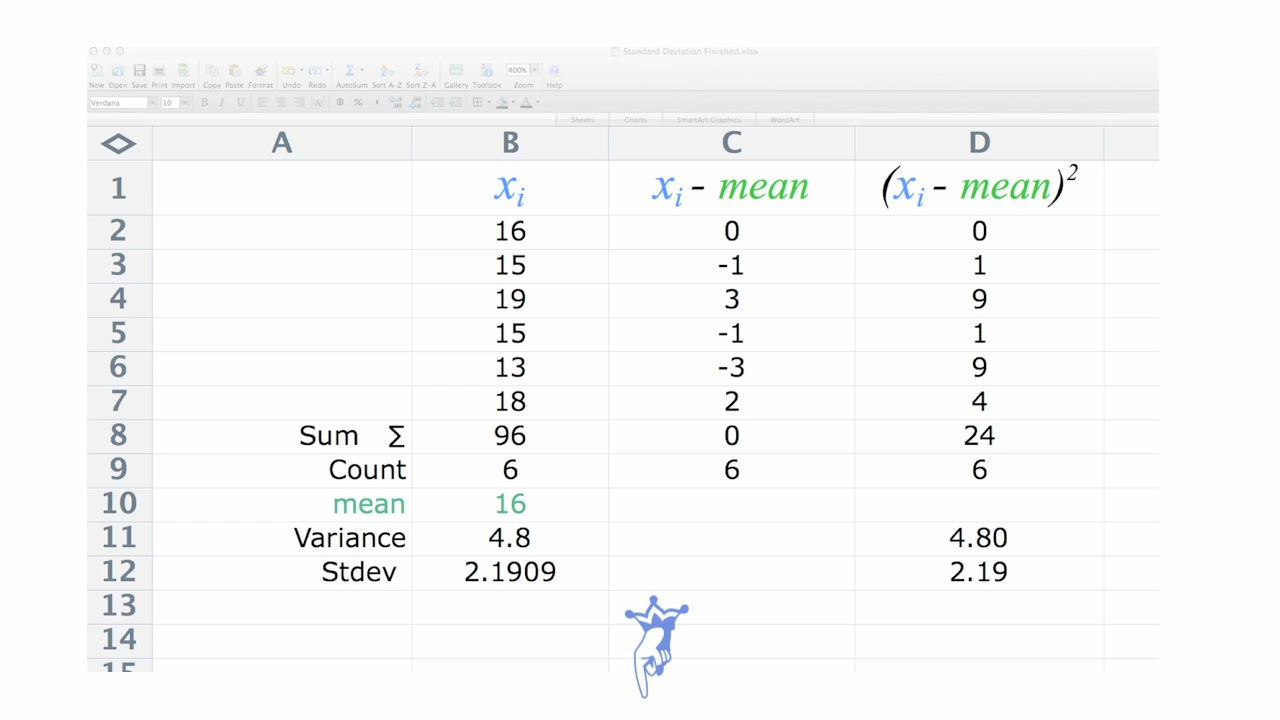 Standard Deviation Finished.xlsx
New Open Save Print Import Copy Paste Format Undo Redo AutoSum Sort A-Z Sort Z-A Gallery Toolbox Zoom Help
400%
Verdana 10 B I U
Sheets Charts SmartArt Graphics WordArt
A B C D
1 xᵢ xᵢ - mean (xᵢ - mean)²
2 16 0 0
3 15 -1 1
4 19 3 9
5 15 -1 1
6 13 -3 9
7 18 2 4
8 Sum Σ 96 0 24
9 Count 6 6 6
10 mean 16
11 Variance 4.8 4.80
12 Stdev 2.1909 2.19
13
14
15